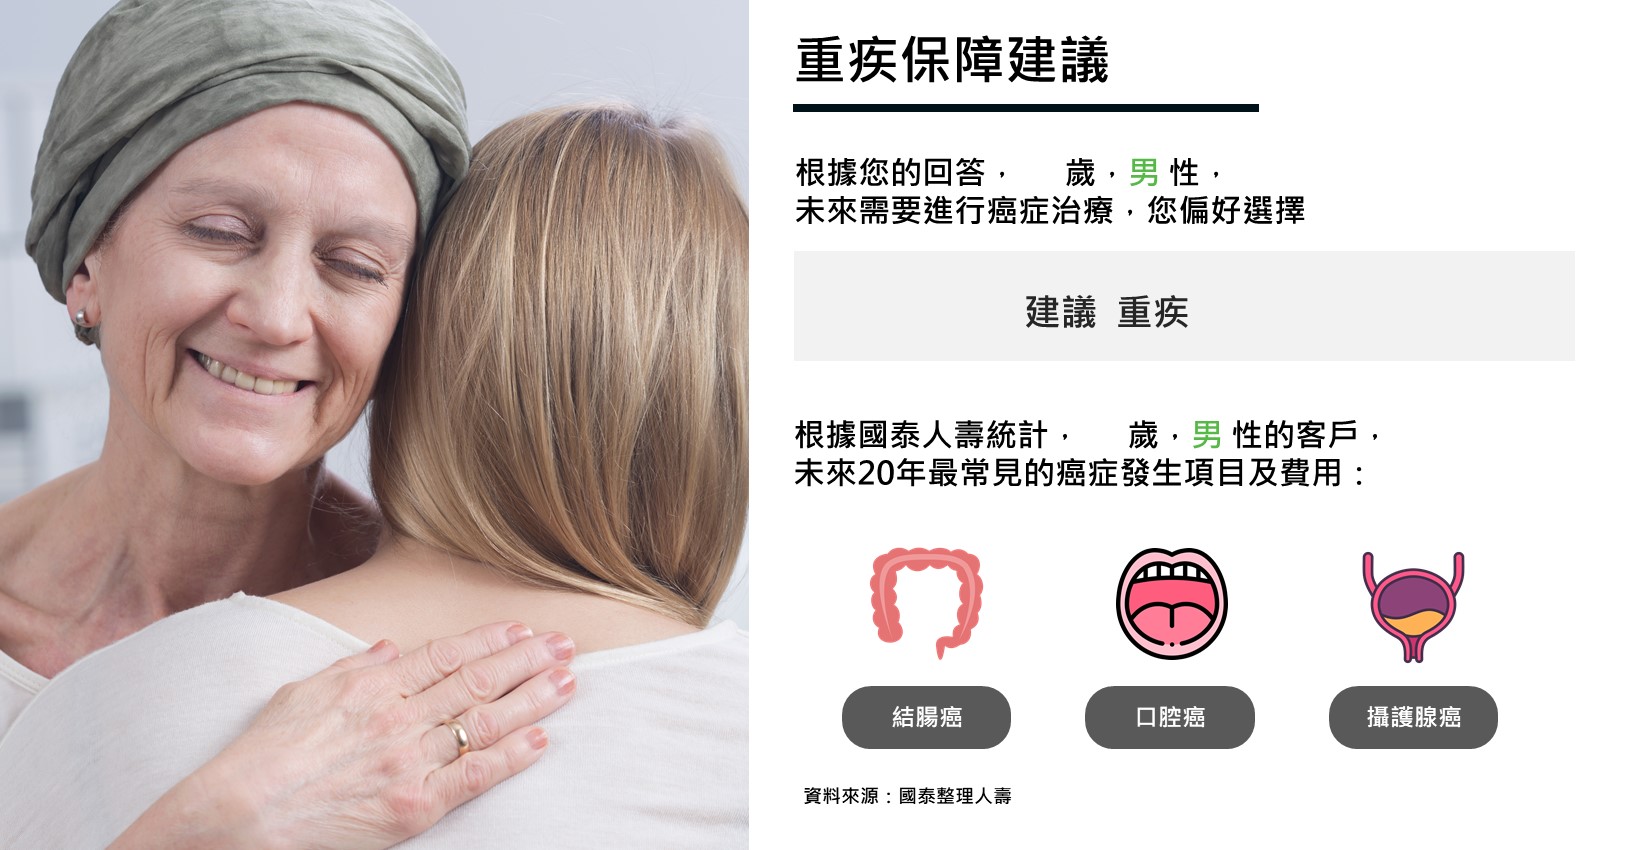 重疾保障建議
根據您的回答， 歲，男 性，
未來需要進行癌症治療，您偏好選擇
建議 重疾
根據國泰人壽統計， 歲，男 性的客戶，
未來20年最常見的癌症發生項目及費用：
結腸癌
口腔癌
攝護腺癌
資料來源：國泰整理人壽